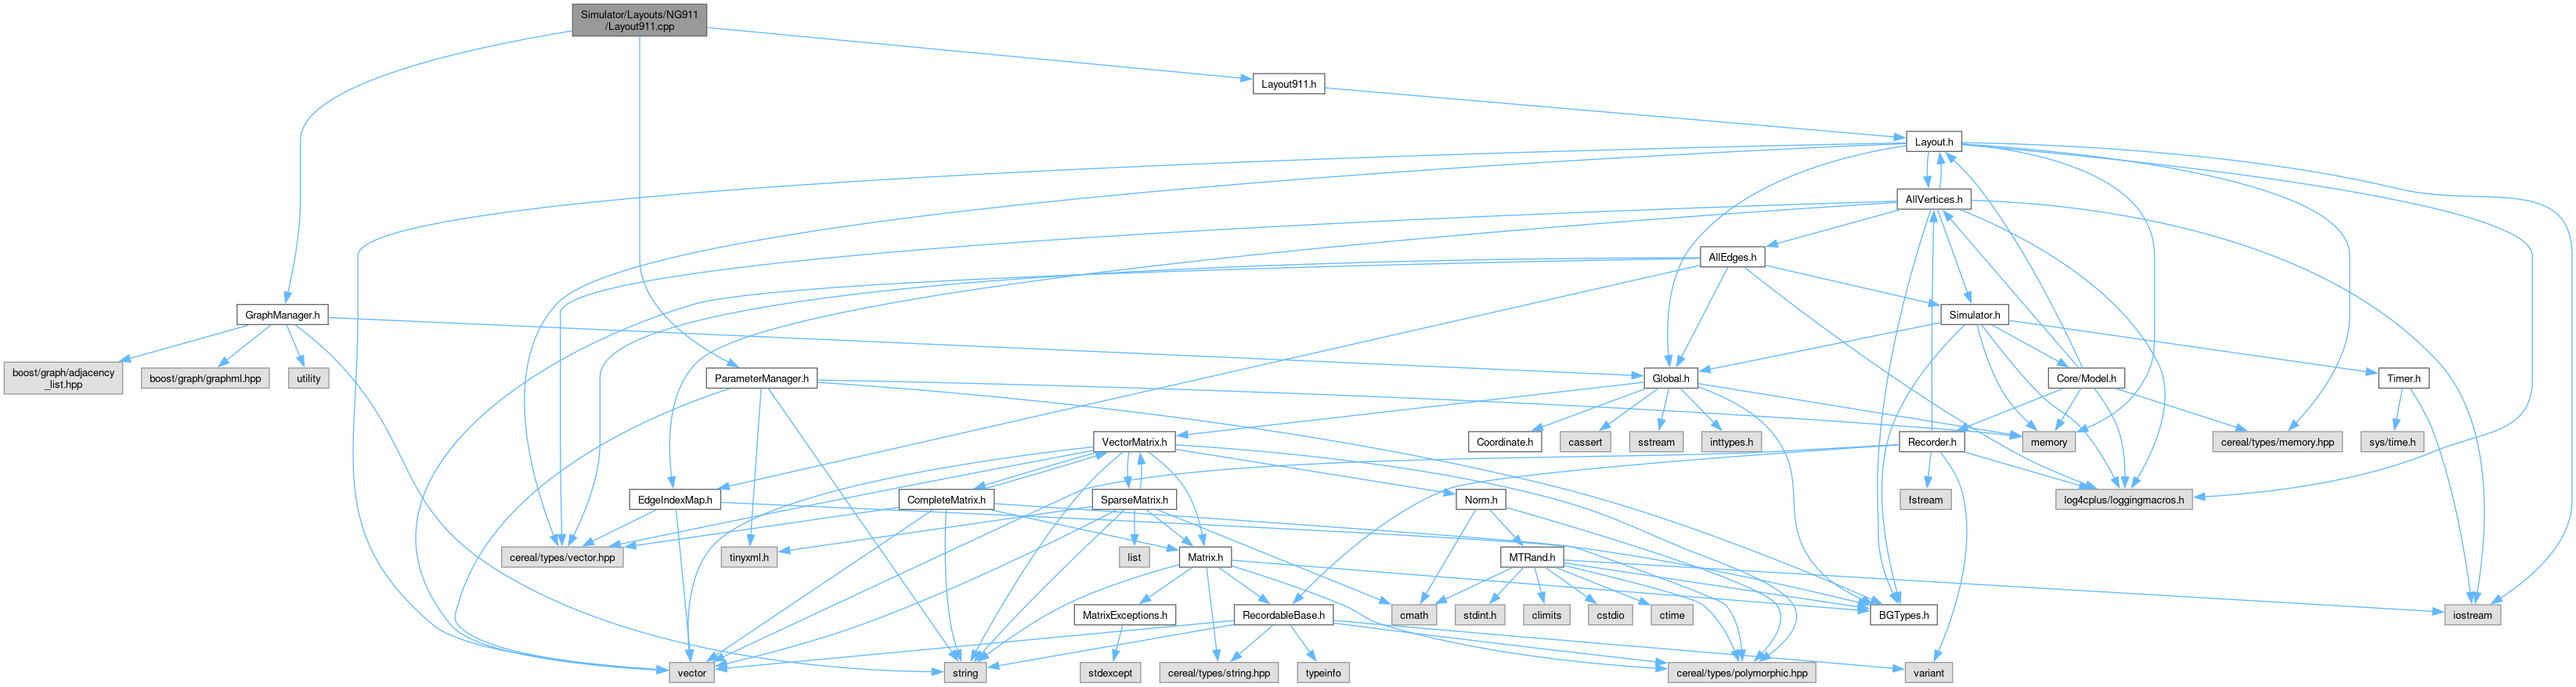 Simulator/Layouts/NG911
/Layout911.cpp
Layout911.h
Layout.h
AllVertices.h
AllEdges.h
GraphManager.h
Simulator.h
boost/graph/adjacency
_list.hpp
boost/graph/graphml.hpp
utility
ParameterManager.h
Global.h
Core/Model.h
Timer.h
VectorMatrix.h
Coordinate.h
cassert
sstream
inttypes.h
Recorder.h
memory
cereal/types/memory.hpp
sys/time.h
EdgeIndexMap.h
CompleteMatrix.h
SparseMatrix.h
Norm.h
fstream
log4cplus/loggingmacros.h
cereal/types/vector.hpp
tinyxml.h
list
Matrix.h
MTRand.h
MatrixExceptions.h
RecordableBase.h
cmath
stdint.h
climits
cstdio
ctime
BGTypes.h
iostream
vector
string
stdexcept
cereal/types/string.hpp
typeinfo
cereal/types/polymorphic.hpp
variant